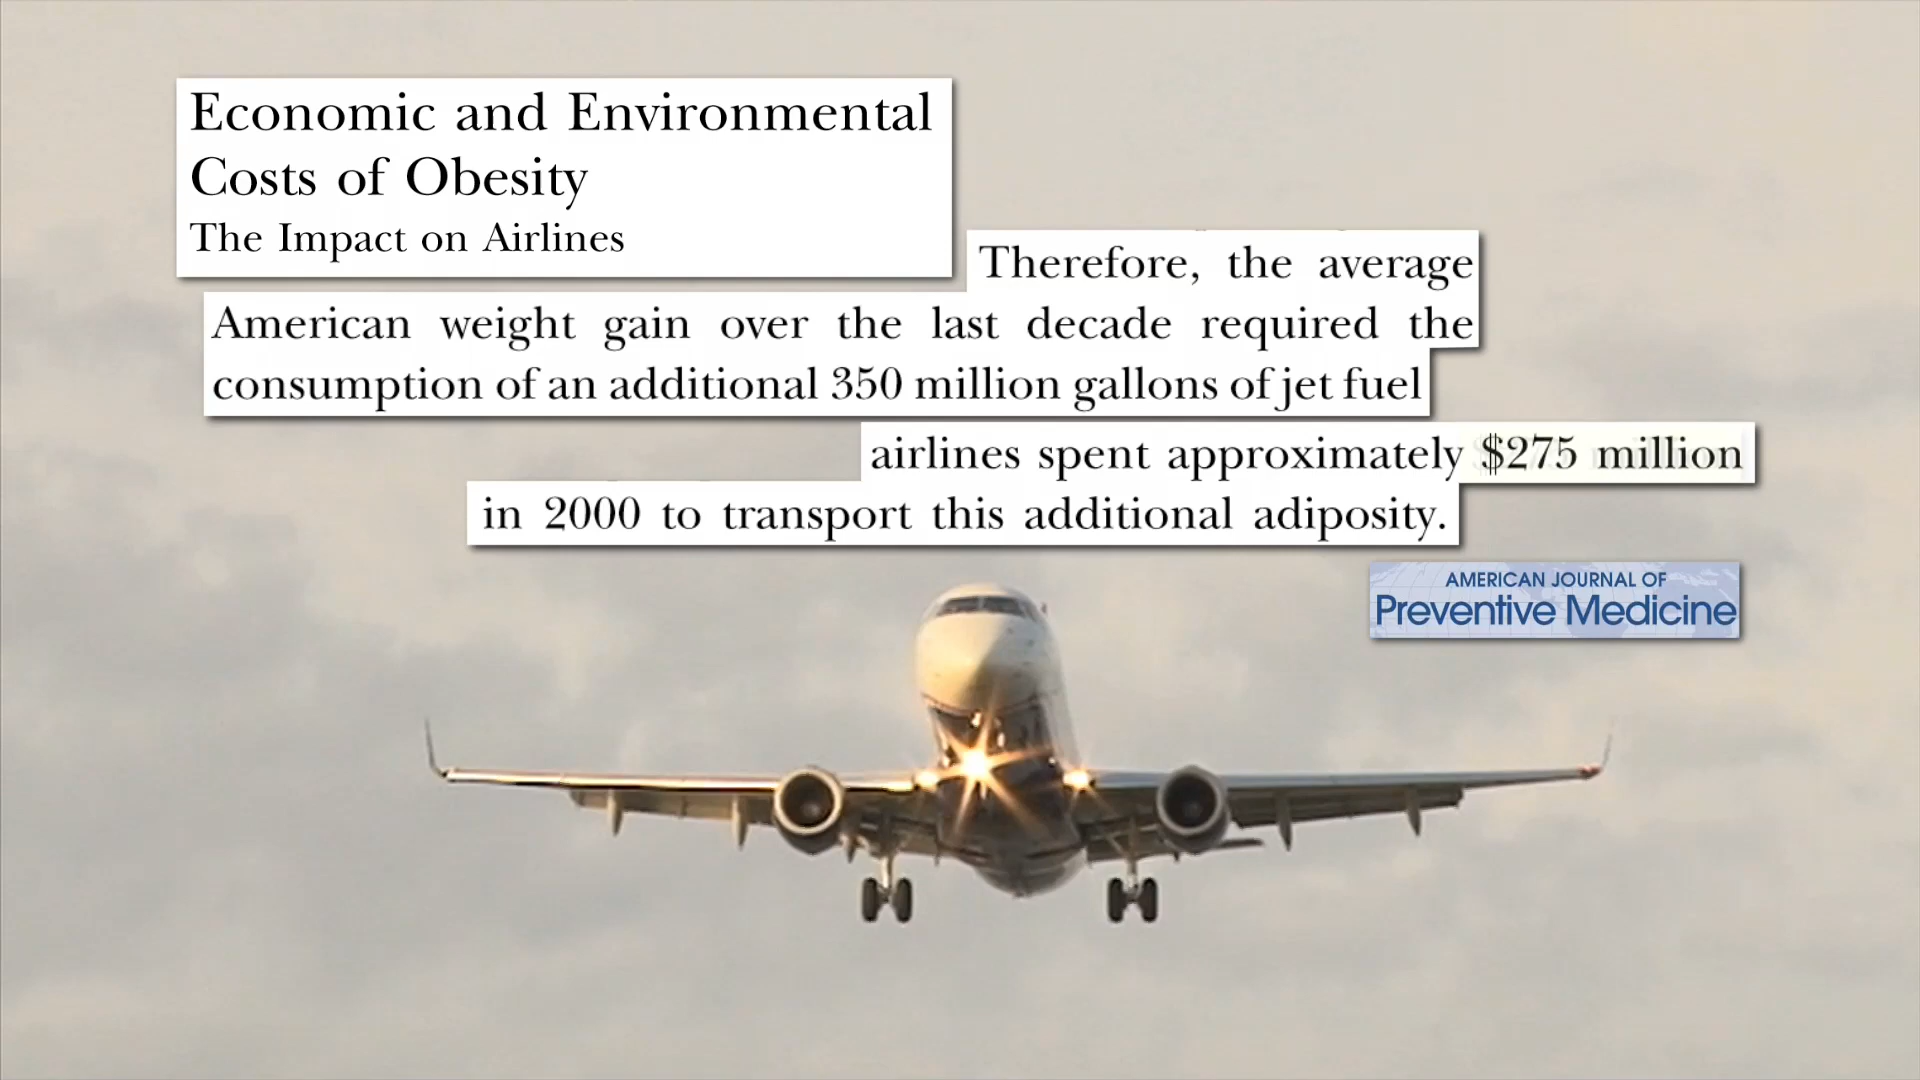 Economic and Environmental
Costs of Obesity
The Impact on Airlines
Therefore, the average
American weight gain over the last decade required the
consumption of an additional 350 million gallons of jet fuel
airlines spent approximately $275 million
in 2000 to transport this additional adiposity.
AMERICAN JOURNAL OF
Preventive Medicine